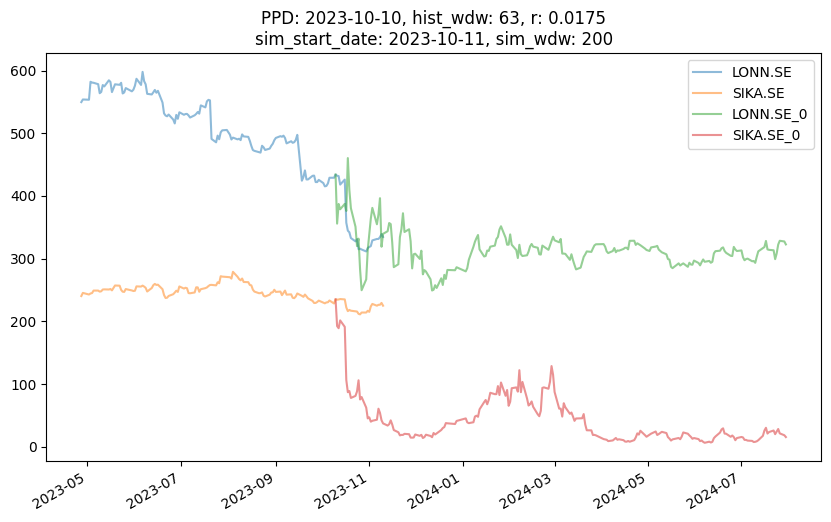 PPD: 2023-10-10, hist_wdw: 63, r: 0.0175
sim_start_date: 2023-10-11, sim_wdw: 200
LONN.SE
SIKA.SE
LONN.SE_0
SIKA.SE_0
600
500
400
300
200
100
0
2023-05
2023-07
2023-09
2023-11
2024-01
2024-03
2024-05
2024-07